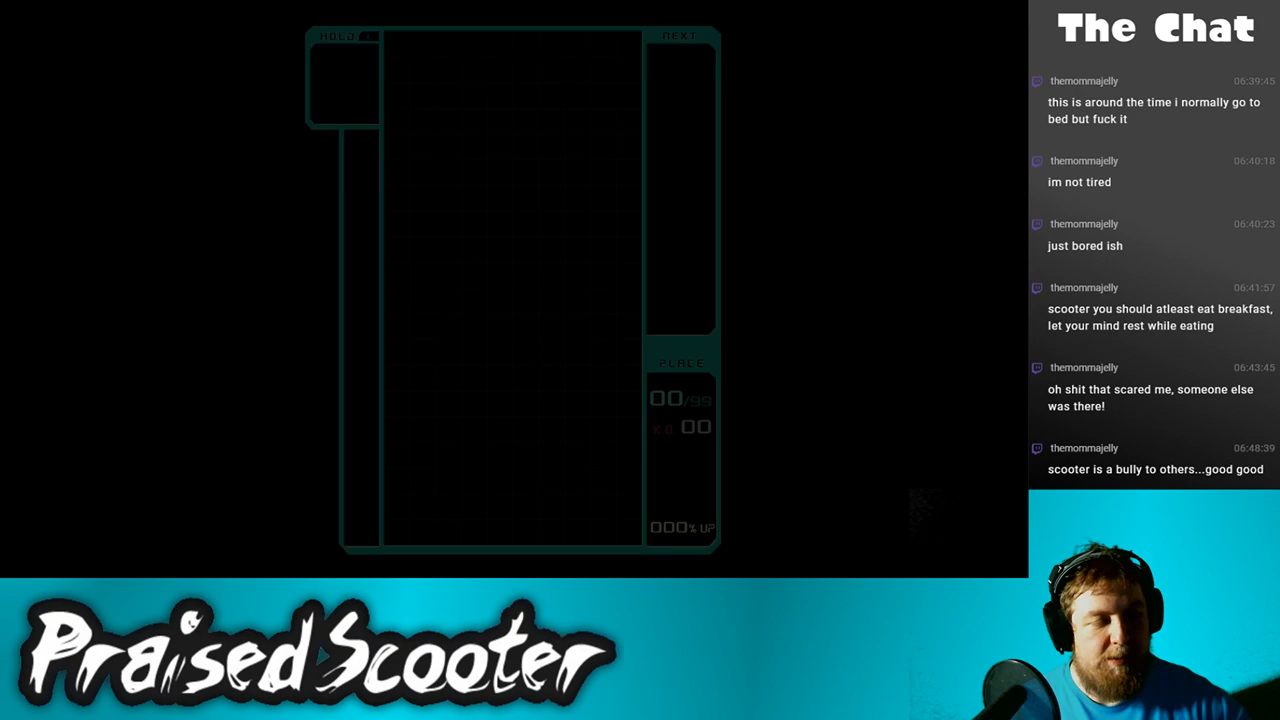 HOLD L
NEXT
PLACE
00/99
K.O 00
000% UP
The Chat
themommajelly 06:39:45
this is around the time i normally go to
bed but fuck it
themommajelly 06:40:18
im not tired
themommajelly 06:40:23
just bored ish
themommajelly 06:41:57
scooter you should atleast eat breakfast,
let your mind rest while eating
themommajelly 06:43:45
oh shit that scared me, someone else
was there!
themommajelly 06:48:39
scooter is a bully to others...good good
PraisedScooter